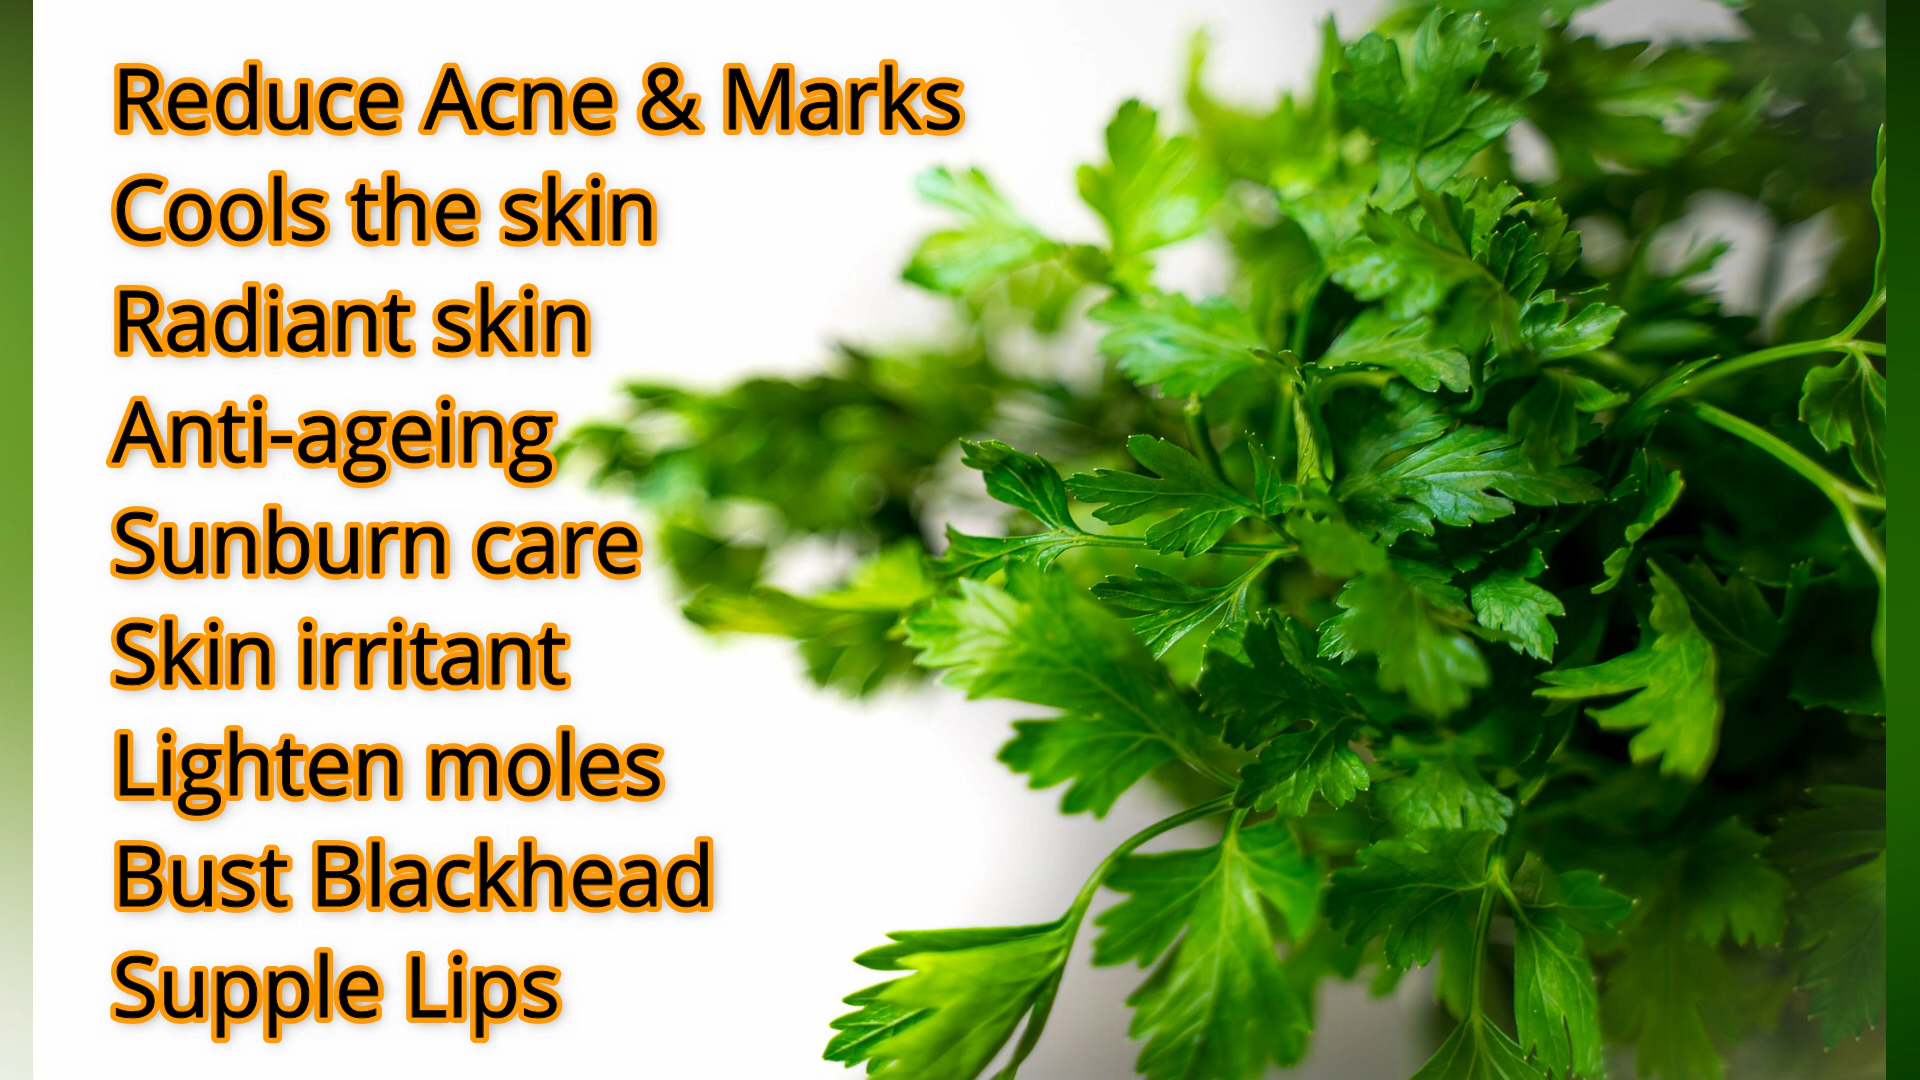 Reduce Acne & Marks
Cools the skin
Radiant skin
Anti-ageing
Sunburn care
Skin irritant
Lighten moles
Bust Blackhead
Supple Lips